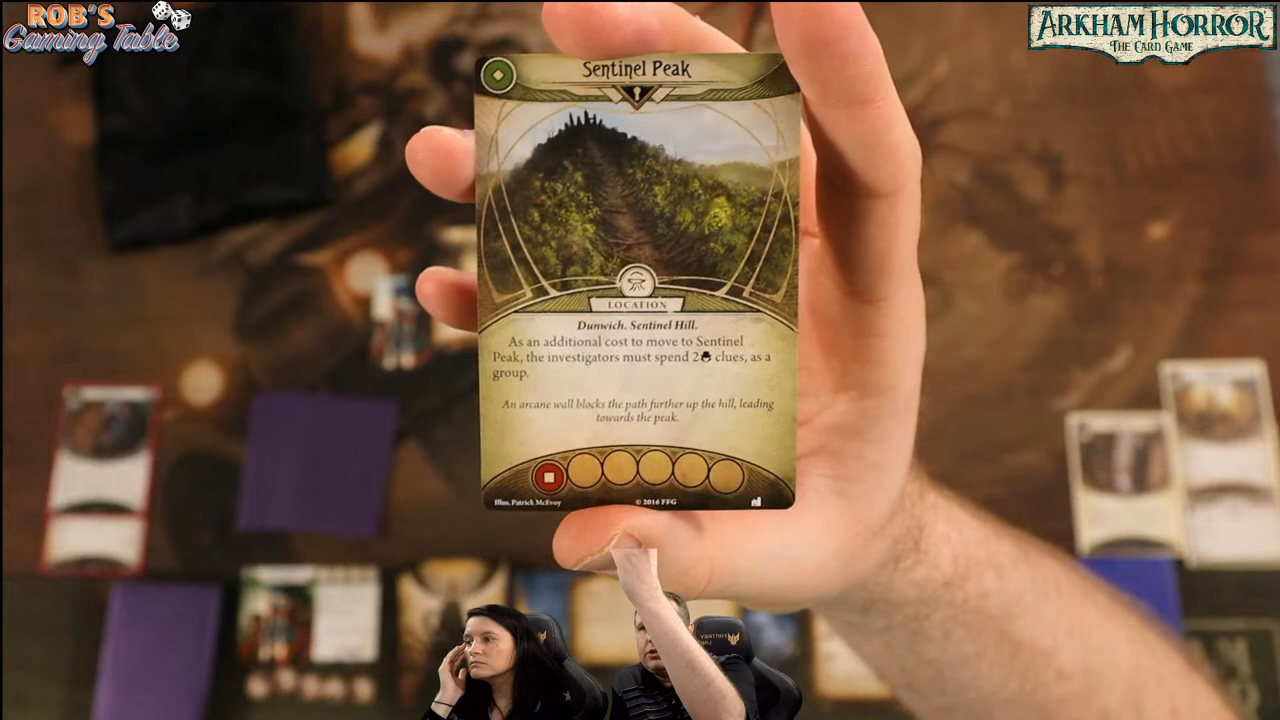 ROB'S
Gaming Table
ARKHAM HORROR
THE CARD GAME
Sentinel Peak
LOCATION
Dunwich. Sentinel Hill.
As an additional cost to move to Sentinel
Peak, the investigators must spend 2 clues, as a
group.
An arcane wall blocks the path further up the hill, leading
towards the peak.
Illus. Patrick McEvoy
© 2016 FFG